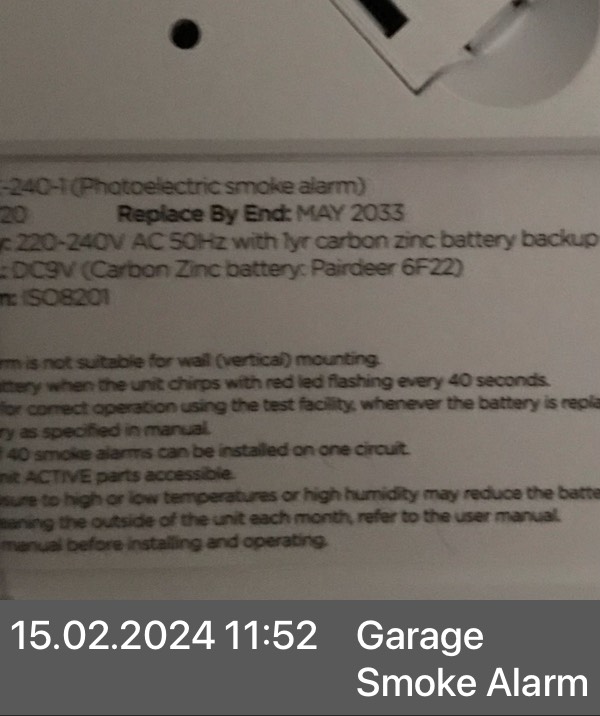 -240-1 (Photoelectric smoke alarm)
20 Replace By End: MAY 2033
: 220-240V AC 50Hz with 1yr carbon zinc battery backup
: DC9V (Carbon Zinc battery: Pairdeer 6F22)
: ISO8201
is not suitable for wall (vertical) mounting.
when the unit chirps with red led flashing every 40 seconds.
for correct operation using the test facility, whenever the battery is repla
ry as specified in manual.
40 smoke alarms can be installed on one circuit.
ACTIVE parts accessible.
sure to high or low temperatures or high humidity may reduce the batte
the outside of the unit each month, refer to the user manual.
manual before installing and operating.
15.02.2024 11:52 Garage
Smoke Alarm